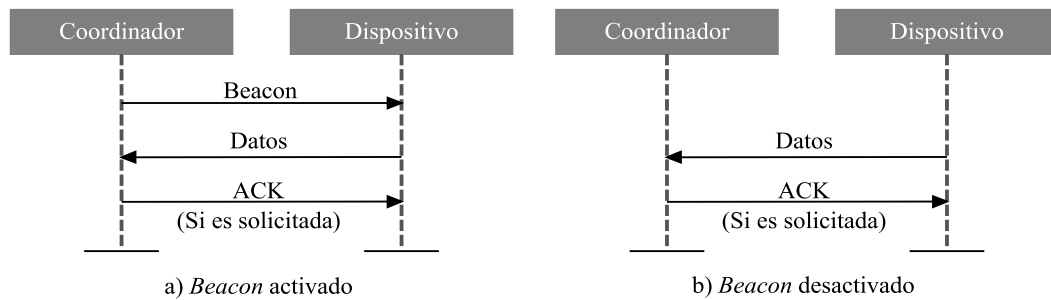 Coordinador
Dispositivo
Beacon
Datos
ACK
(Si es solicitada)
a) Beacon activado
Coordinador
Dispositivo
Datos
ACK
(Si es solicitada)
b) Beacon desactivado